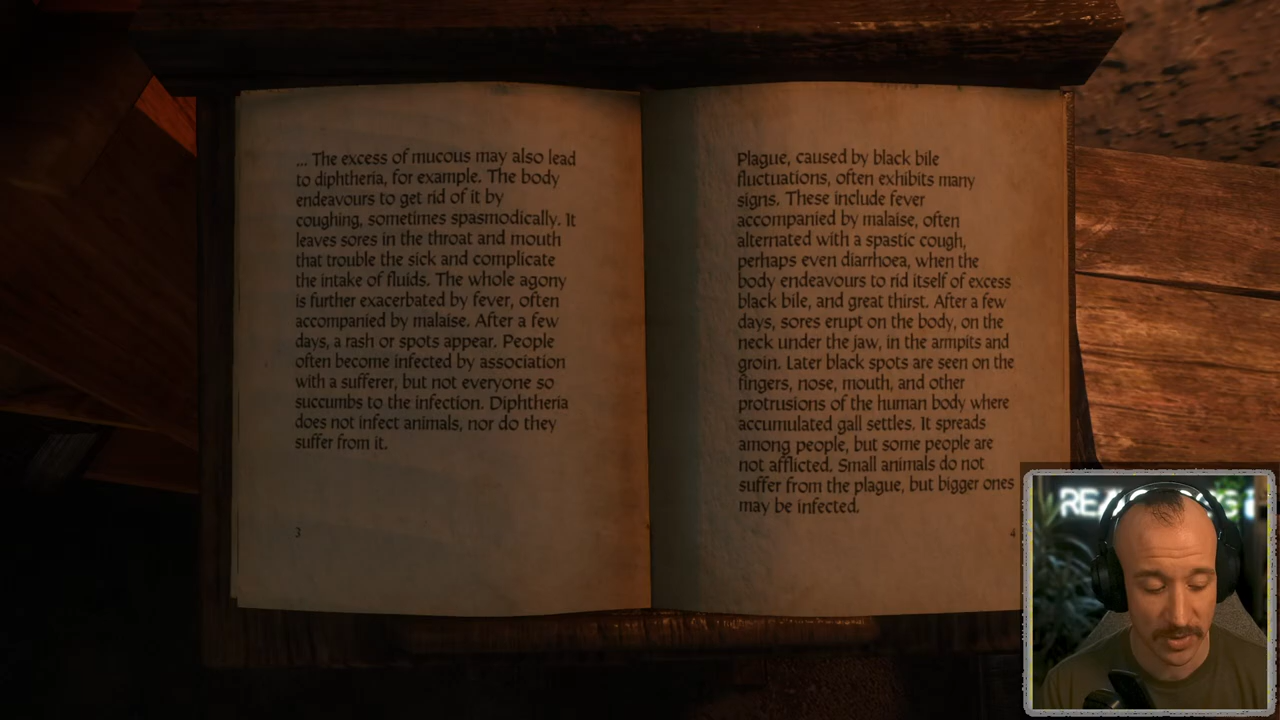 ... The excess of mucous may also lead
to diphtheria, for example. The body
endeavours to get rid of it by
coughing, sometimes spasmodically. It
leaves sores in the throat and mouth
that trouble the sick and complicate
the intake of fluids. The whole agony
is further exacerbated by fever, often
accompanied by malaise. After a few
days, a rash or spots appear. People
often become infected by association
with a sufferer, but not everyone so
succumbs to the infection. Diphtheria
does not infect animals, nor do they
suffer from it.
3
Plague, caused by black bile
fluctuations, often exhibits many
signs. These include fever
accompanied by malaise, often
alternated with a spastic cough,
perhaps even diarrhoea, when the
body endeavours to rid itself of excess
black bile, and great thirst. After a few
days, sores erupt on the body, on the
neck under the jaw, in the armpits and
groin. Later black spots are seen on the
fingers, nose, mouth, and other
protrusions of the human body where
accumulated gall settles. It spreads
among people, but some people are
not afflicted. Small animals do not
suffer from the plague, but bigger ones
may be infected.
4